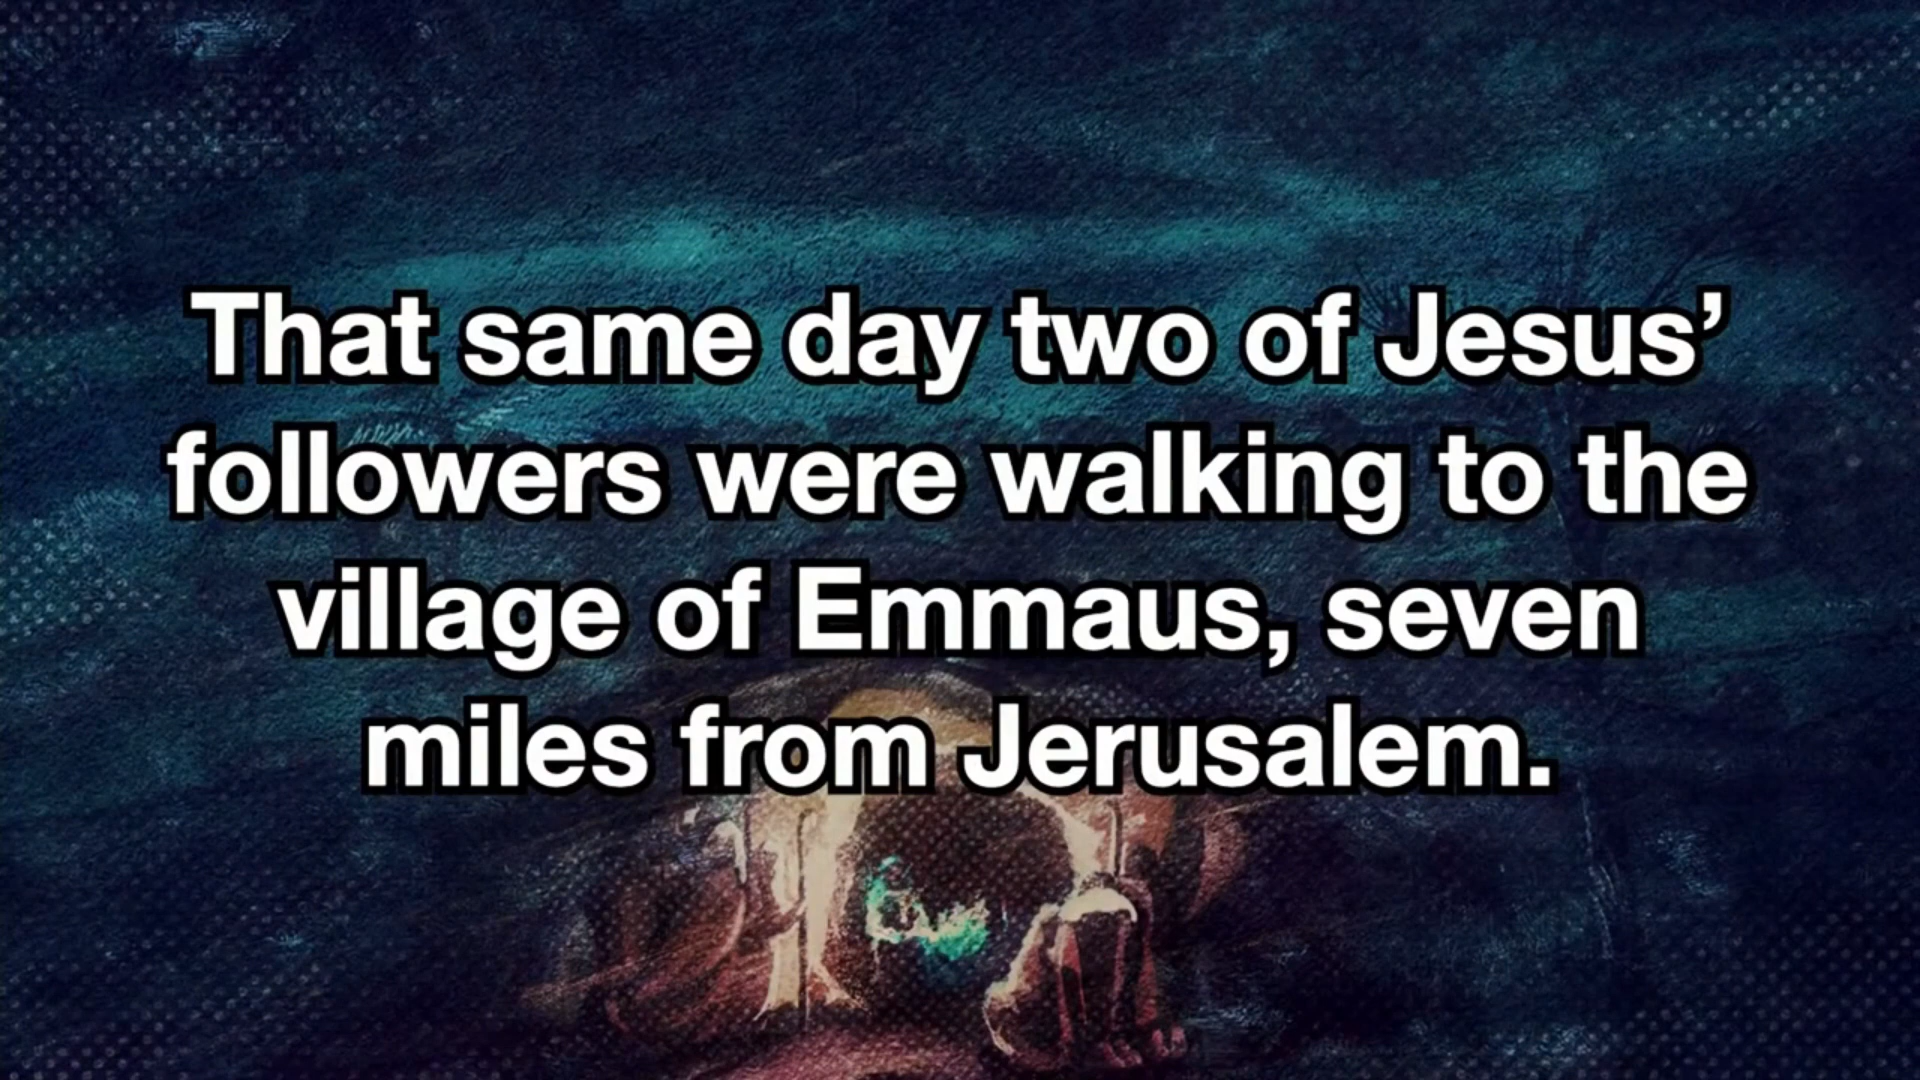 That same day two of Jesus’
followers were walking to the
village of Emmaus, seven
miles from Jerusalem.